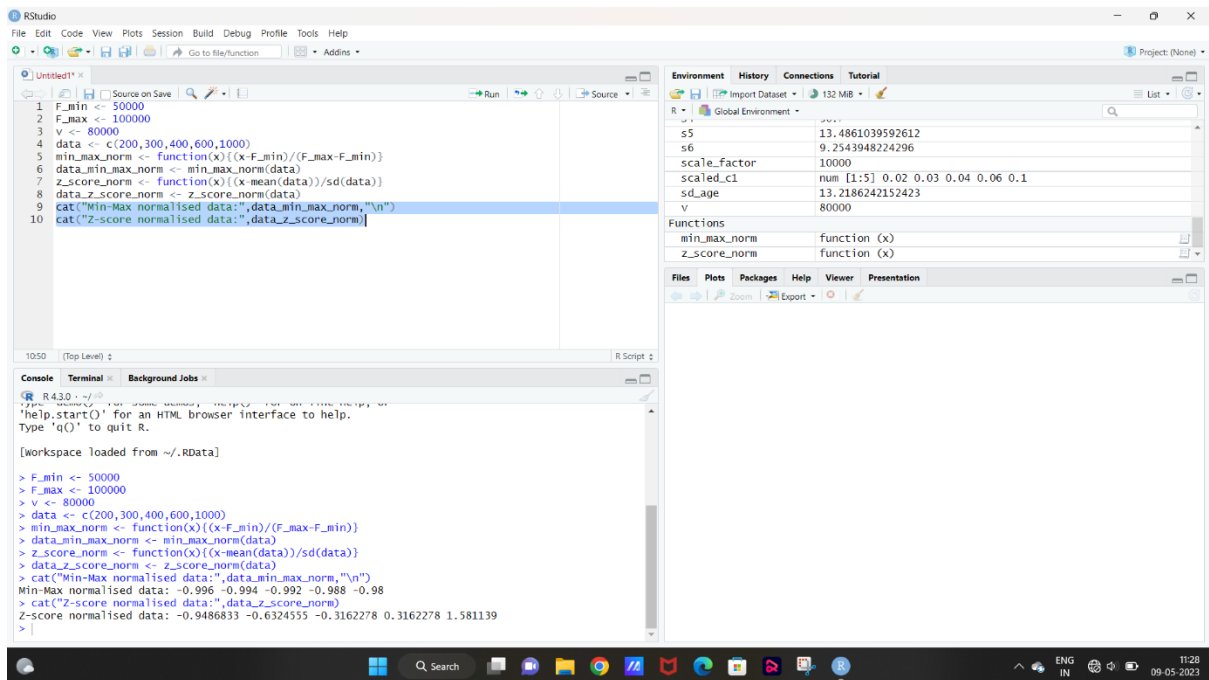 RStudio
File Edit Code View Plots Session Build Debug Profile Tools Help
Go to file/function
Addins
Project: (None)
Untitled1*
Source on Save
Run
Source
1 F_min <- 50000
2 F_max <- 100000
3 v <- 80000
4 data <- c(200,300,400,600,1000)
5 min_max_norm <- function(x){(x-F_min)/(F_max-F_min)}
6 data_min_max_norm <- min_max_norm(data)
7 z_score_norm <- function(x){(x-mean(data))/sd(data)}
8 data_z_score_norm <- z_score_norm(data)
9 cat("Min-Max normalised data:",data_min_max_norm,"\n")
10 cat("Z-score normalised data:",data_z_score_norm)
10:50 (Top Level) R Script
Console Terminal Background Jobs
R 4.3.0 · ~/
'help.start()' for an HTML browser interface to help.
Type 'q()' to quit R.
[Workspace loaded from ~/.RData]
> F_min <- 50000
> F_max <- 100000
> v <- 80000
> data <- c(200,300,400,600,1000)
> min_max_norm <- function(x){(x-F_min)/(F_max-F_min)}
> data_min_max_norm <- min_max_norm(data)
> z_score_norm <- function(x){(x-mean(data))/sd(data)}
> data_z_score_norm <- z_score_norm(data)
> cat("Min-Max normalised data:",data_min_max_norm,"\n")
Min-Max normalised data: -0.996 -0.994 -0.992 -0.988 -0.98
> cat("Z-score normalised data:",data_z_score_norm)
Z-score normalised data: -0.9486833 -0.6324555 -0.3162278 0.3162278 1.581139
>
Environment History Connections Tutorial
Import Dataset 132 MiB List
R Global Environment
s5 13.4861039592612
s6 9.2543948224296
scale_factor 10000
scaled_c1 num [1:5] 0.02 0.03 0.04 0.06 0.1
sd_age 13.2186242152423
v 80000
Functions
min_max_norm function (x)
z_score_norm function (x)
Files Plots Packages Help Viewer Presentation
Zoom Export
Search
ENG
IN
11:28
09-05-2023